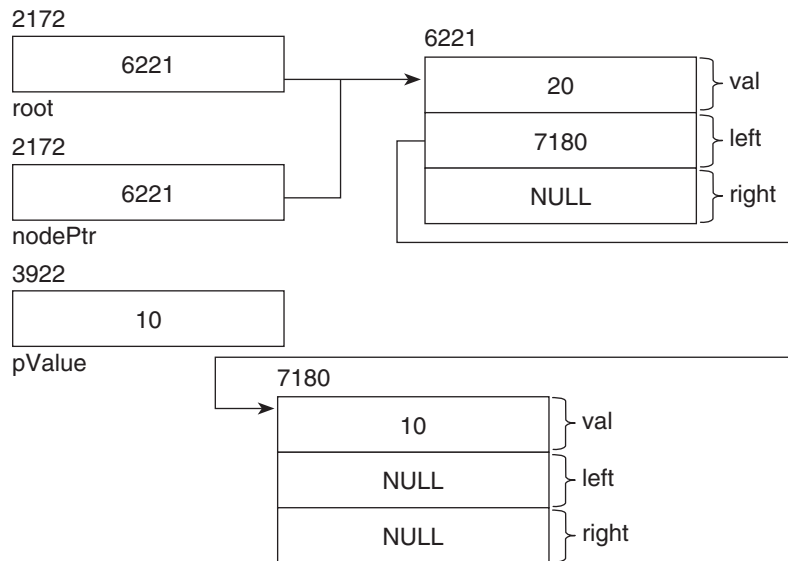 2172
6221
root
2172
6221
nodePtr
3922
10
pValue
6221
20
val
7180
left
NULL
right
7180
10
val
NULL
left
NULL
right